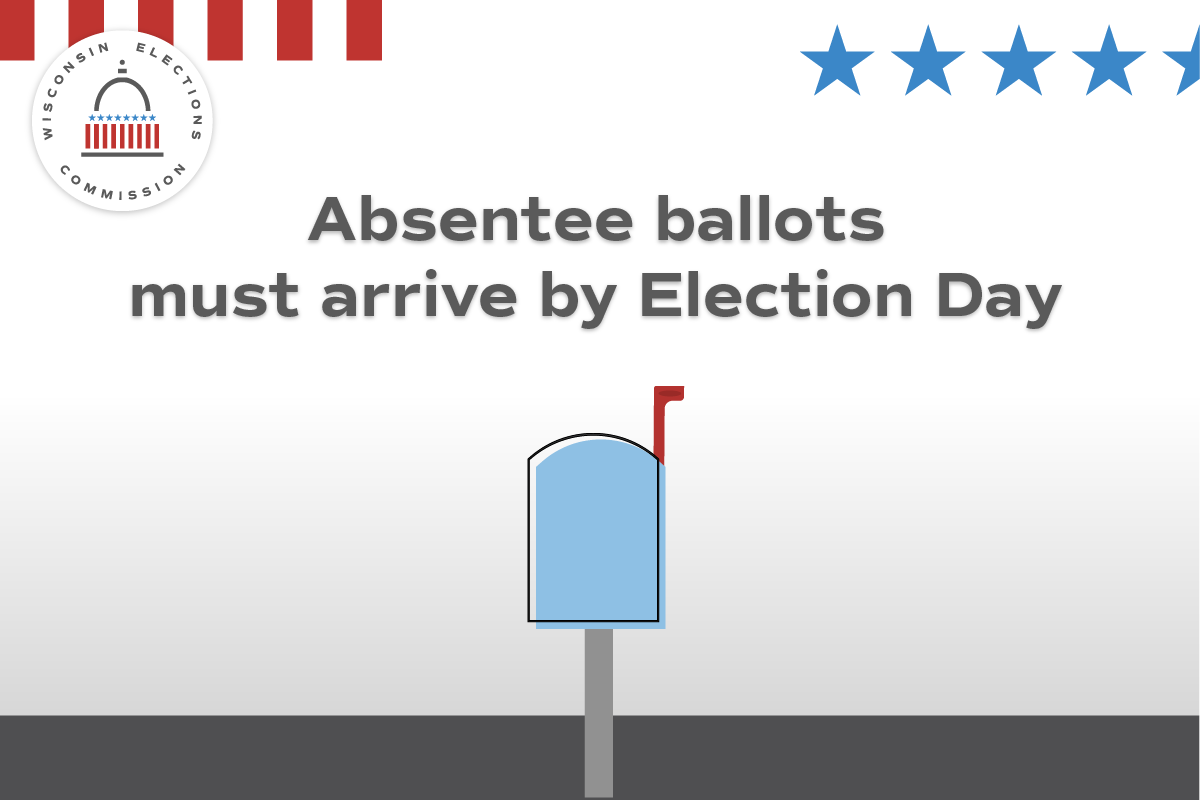 WISCONSIN ELECTIONS
COMMISSION
Absentee ballots
must arrive by Election Day